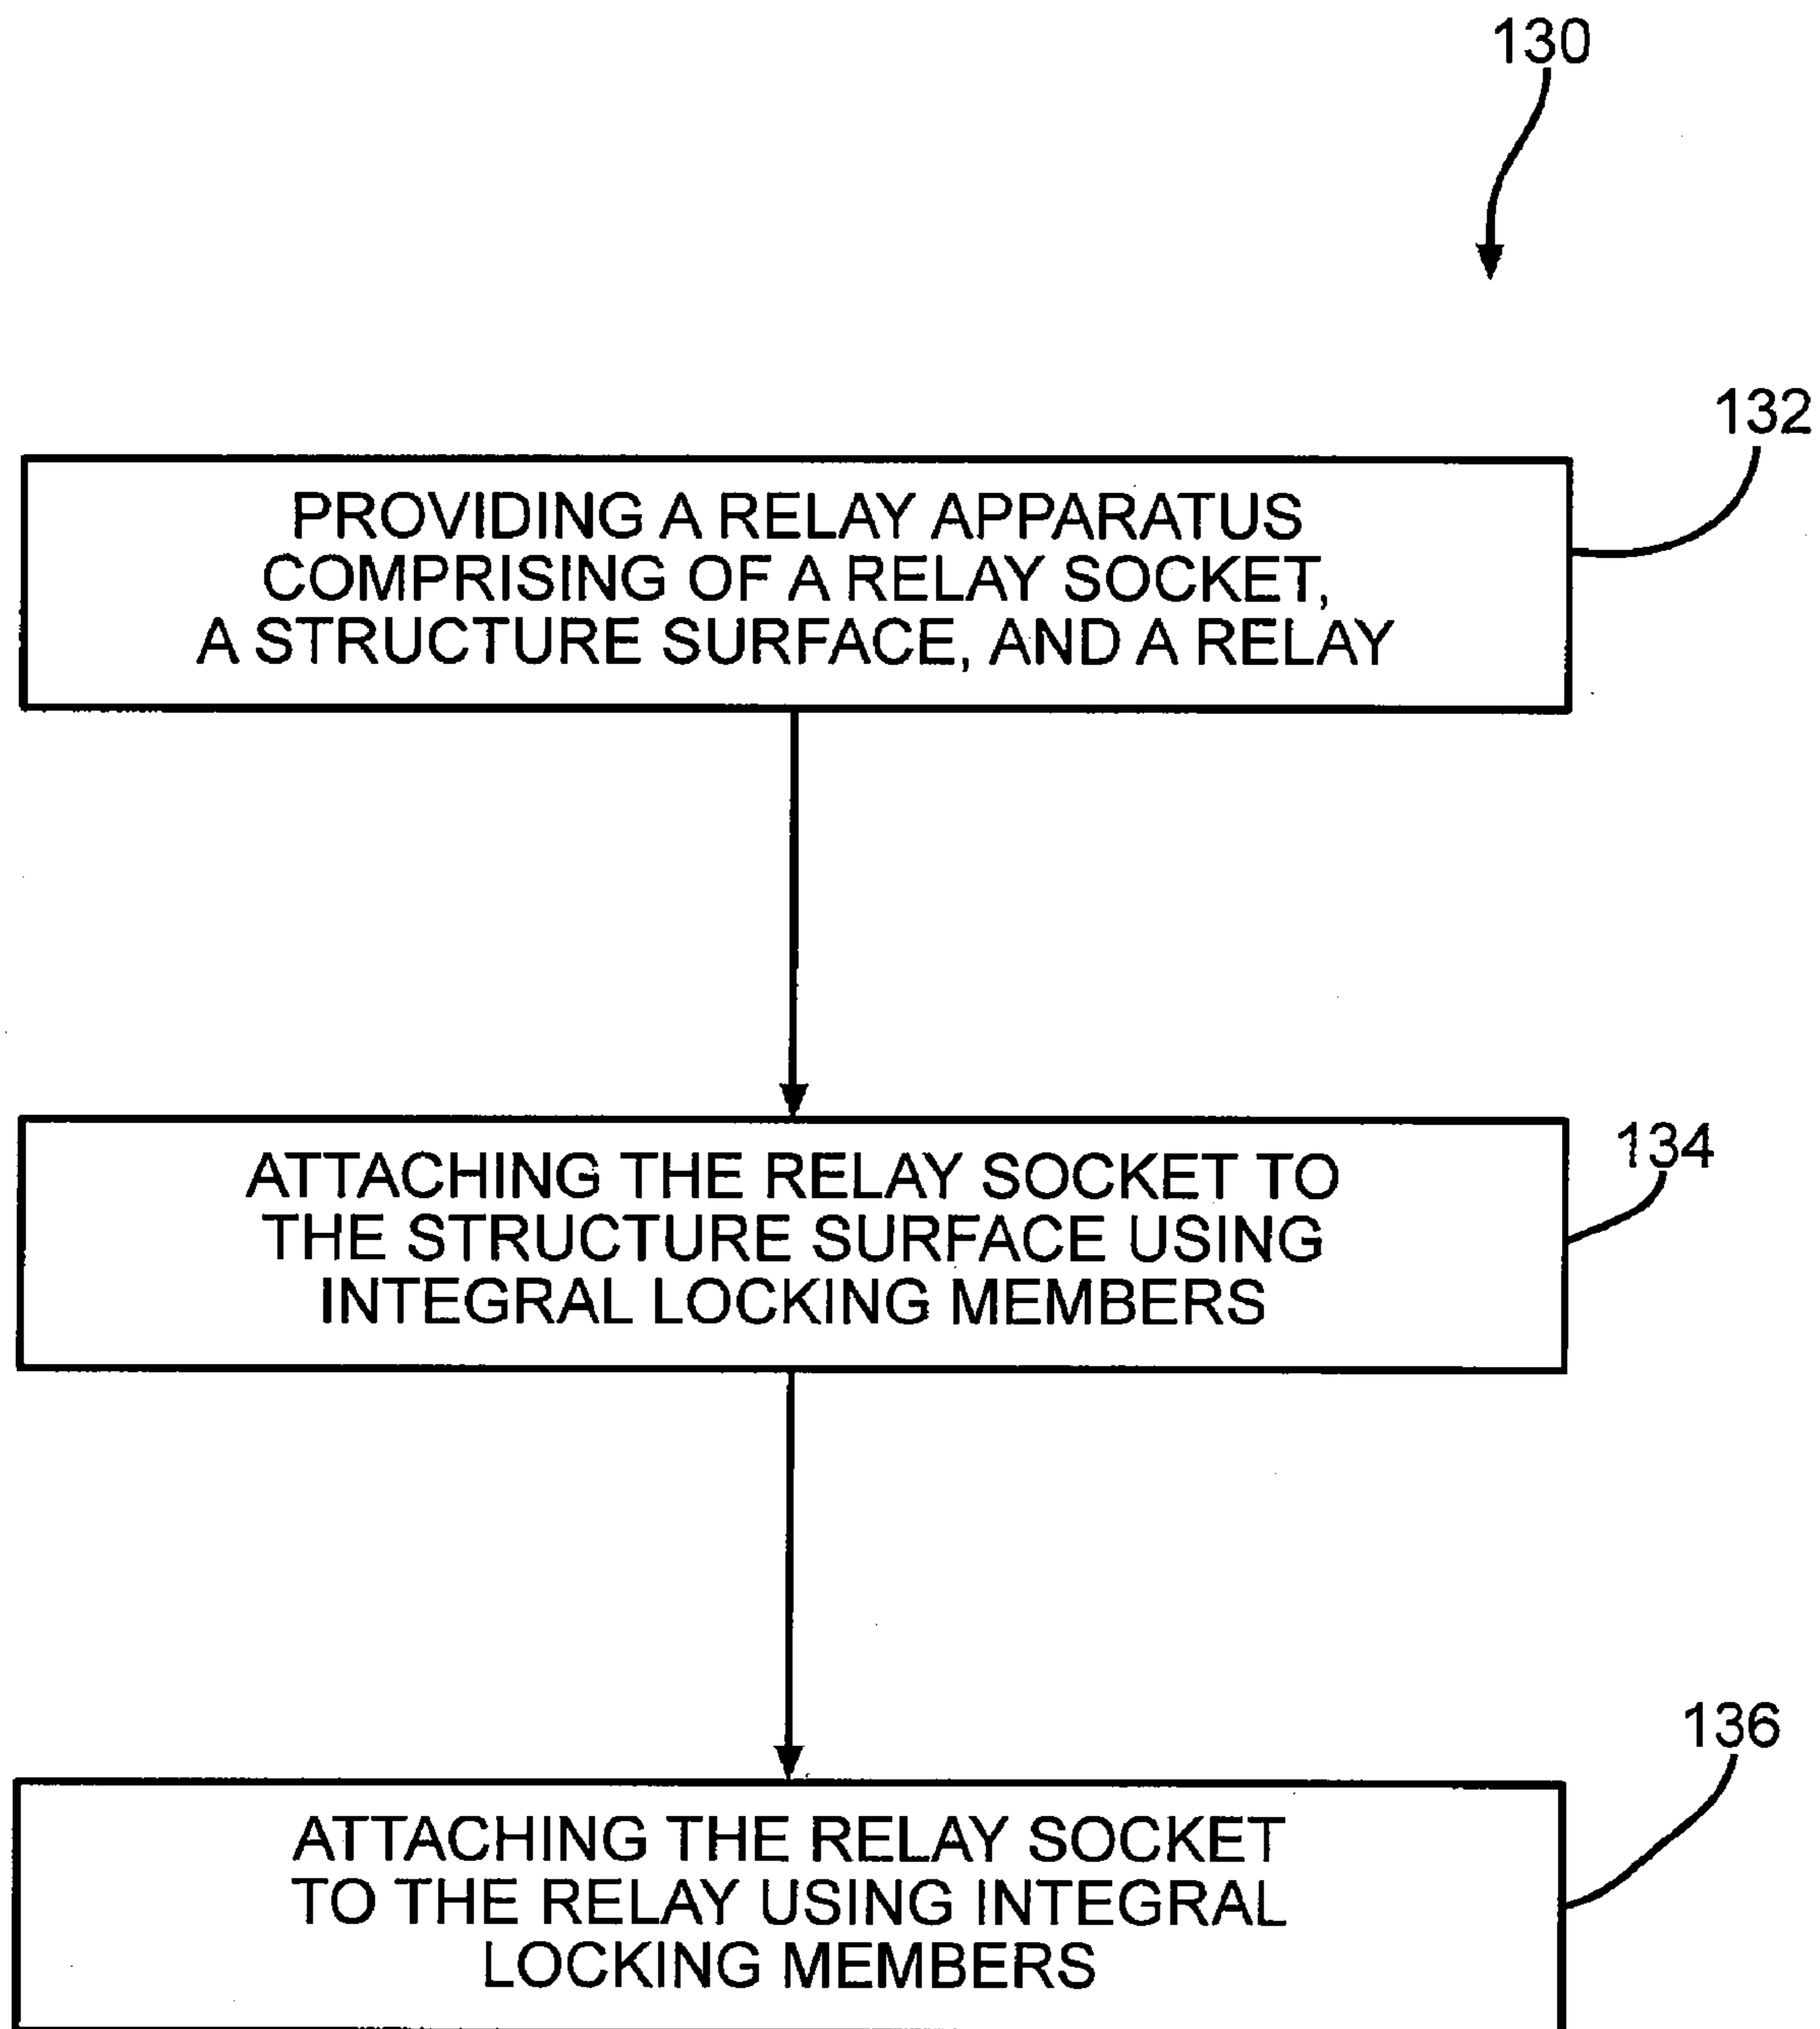 130
132
PROVIDING A RELAY APPARATUS
COMPRISING OF A RELAY SOCKET,
A STRUCTURE SURFACE, AND A RELAY
134
ATTACHING THE RELAY SOCKET TO
THE STRUCTURE SURFACE USING
INTEGRAL LOCKING MEMBERS
136
ATTACHING THE RELAY SOCKET
TO THE RELAY USING INTEGRAL
LOCKING MEMBERS